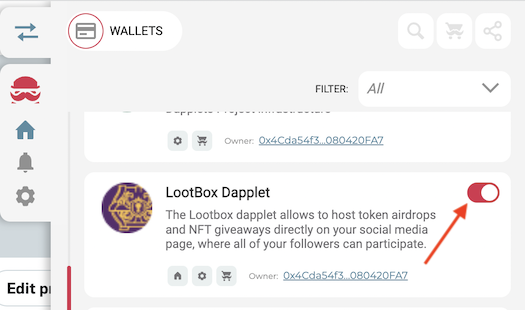 WALLETS
FILTER: All
Dapplets Project Infrastructure
Owner: 0x4Cda54f3...080420FA7
LootBox Dapplet
The Lootbox dapplet allows to host token airdrops
and NFT giveaways directly on your social media
page, where all of your followers can participate.
Owner: 0x4Cda54f3...080420FA7
Edit pr